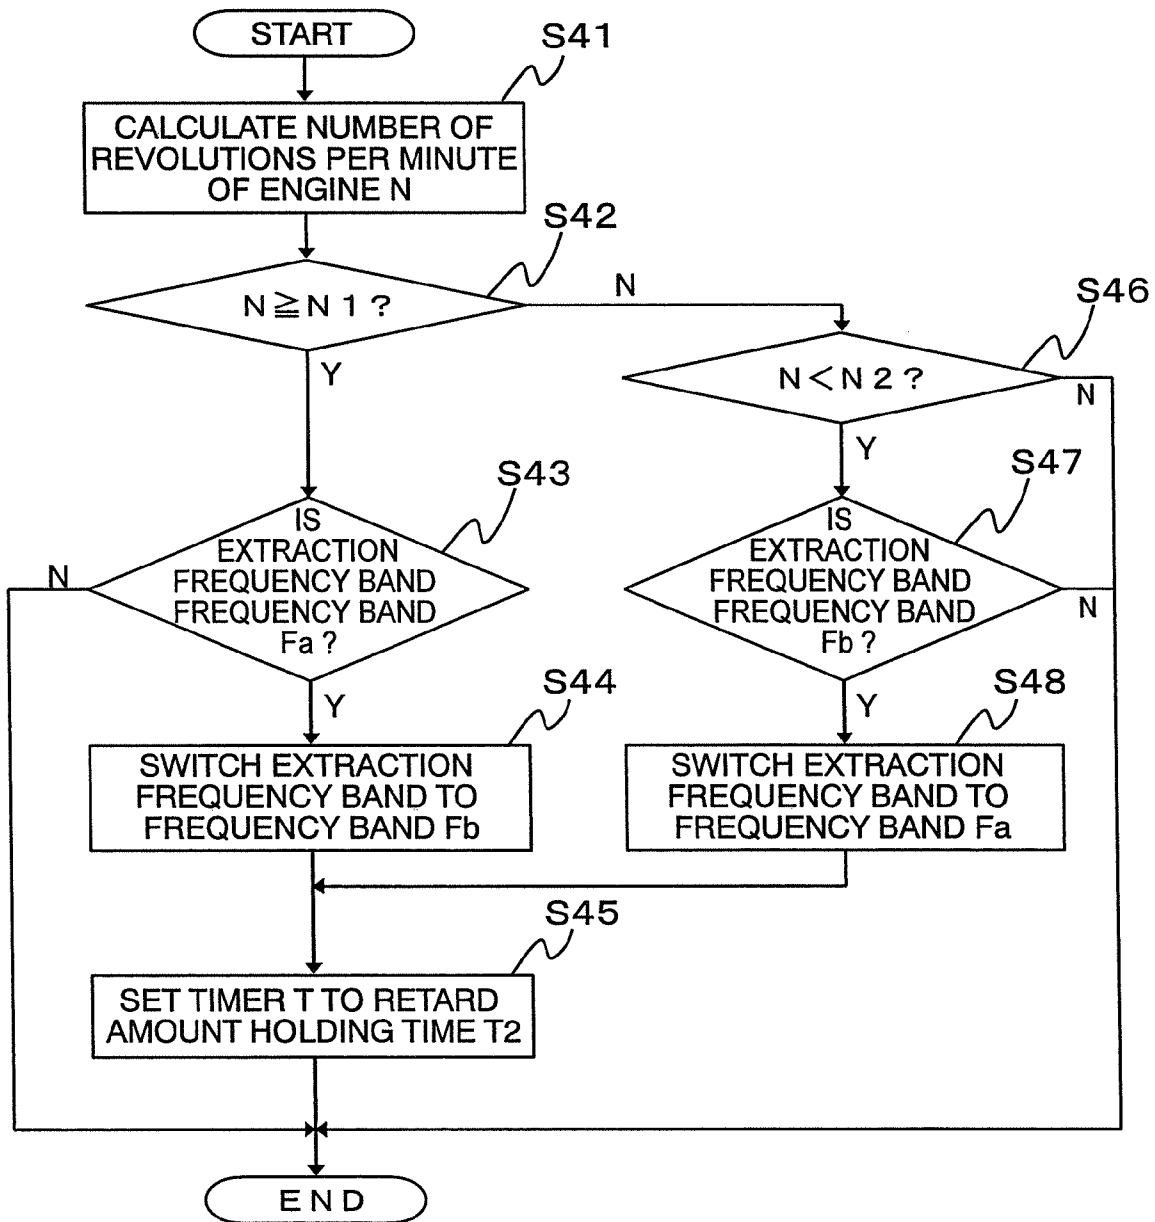 START
S41
CALCULATE NUMBER OF
REVOLUTIONS PER MINUTE
OF ENGINE N
S42
N≧N1?
N
Y
S46
N<N2?
N
Y
S43
IS
EXTRACTION
FREQUENCY BAND
FREQUENCY BAND
Fa?
N
Y
S47
IS
EXTRACTION
FREQUENCY BAND
FREQUENCY BAND
Fb?
N
Y
S44
SWITCH EXTRACTION
FREQUENCY BAND TO
FREQUENCY BAND Fb
S48
SWITCH EXTRACTION
FREQUENCY BAND TO
FREQUENCY BAND Fa
S45
SET TIMER T TO RETARD
AMOUNT HOLDING TIME T2
END